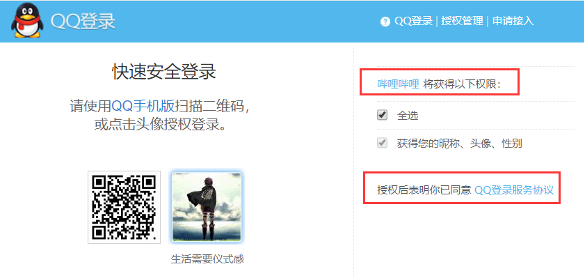 QQ登录
QQ登录 | 授权管理 | 申请接入
快速安全登录
请使用QQ手机版扫描二维码，
或点击头像授权登录。
生活需要仪式感
哔哩哔哩 将获得以下权限：
全选
获得您的昵称、头像、性别
授权后表明你已同意 QQ登录服务协议